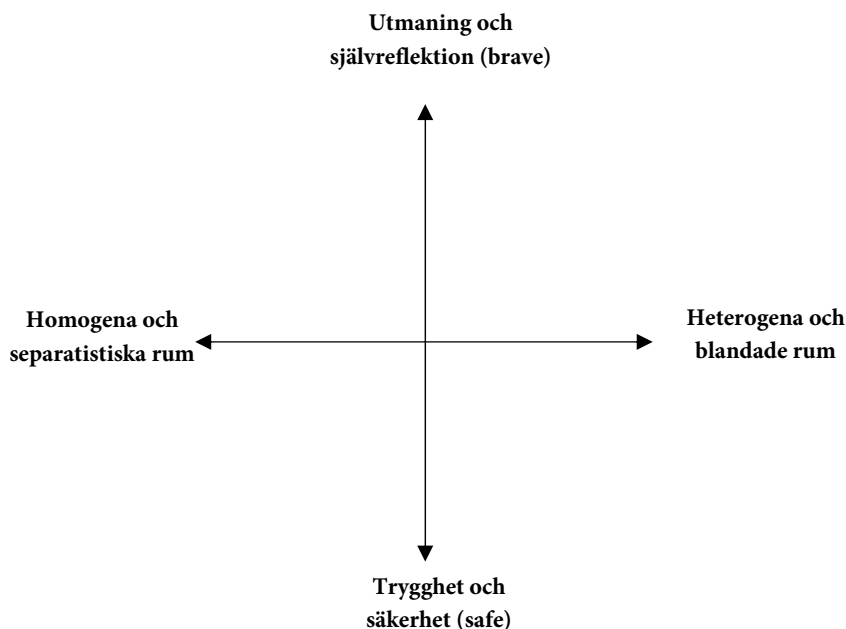 Utmaning och
självreflektion (brave)
Homogena och
separatistiska rum
Heterogena och
blandade rum
Trygghet och
säkerhet (safe)